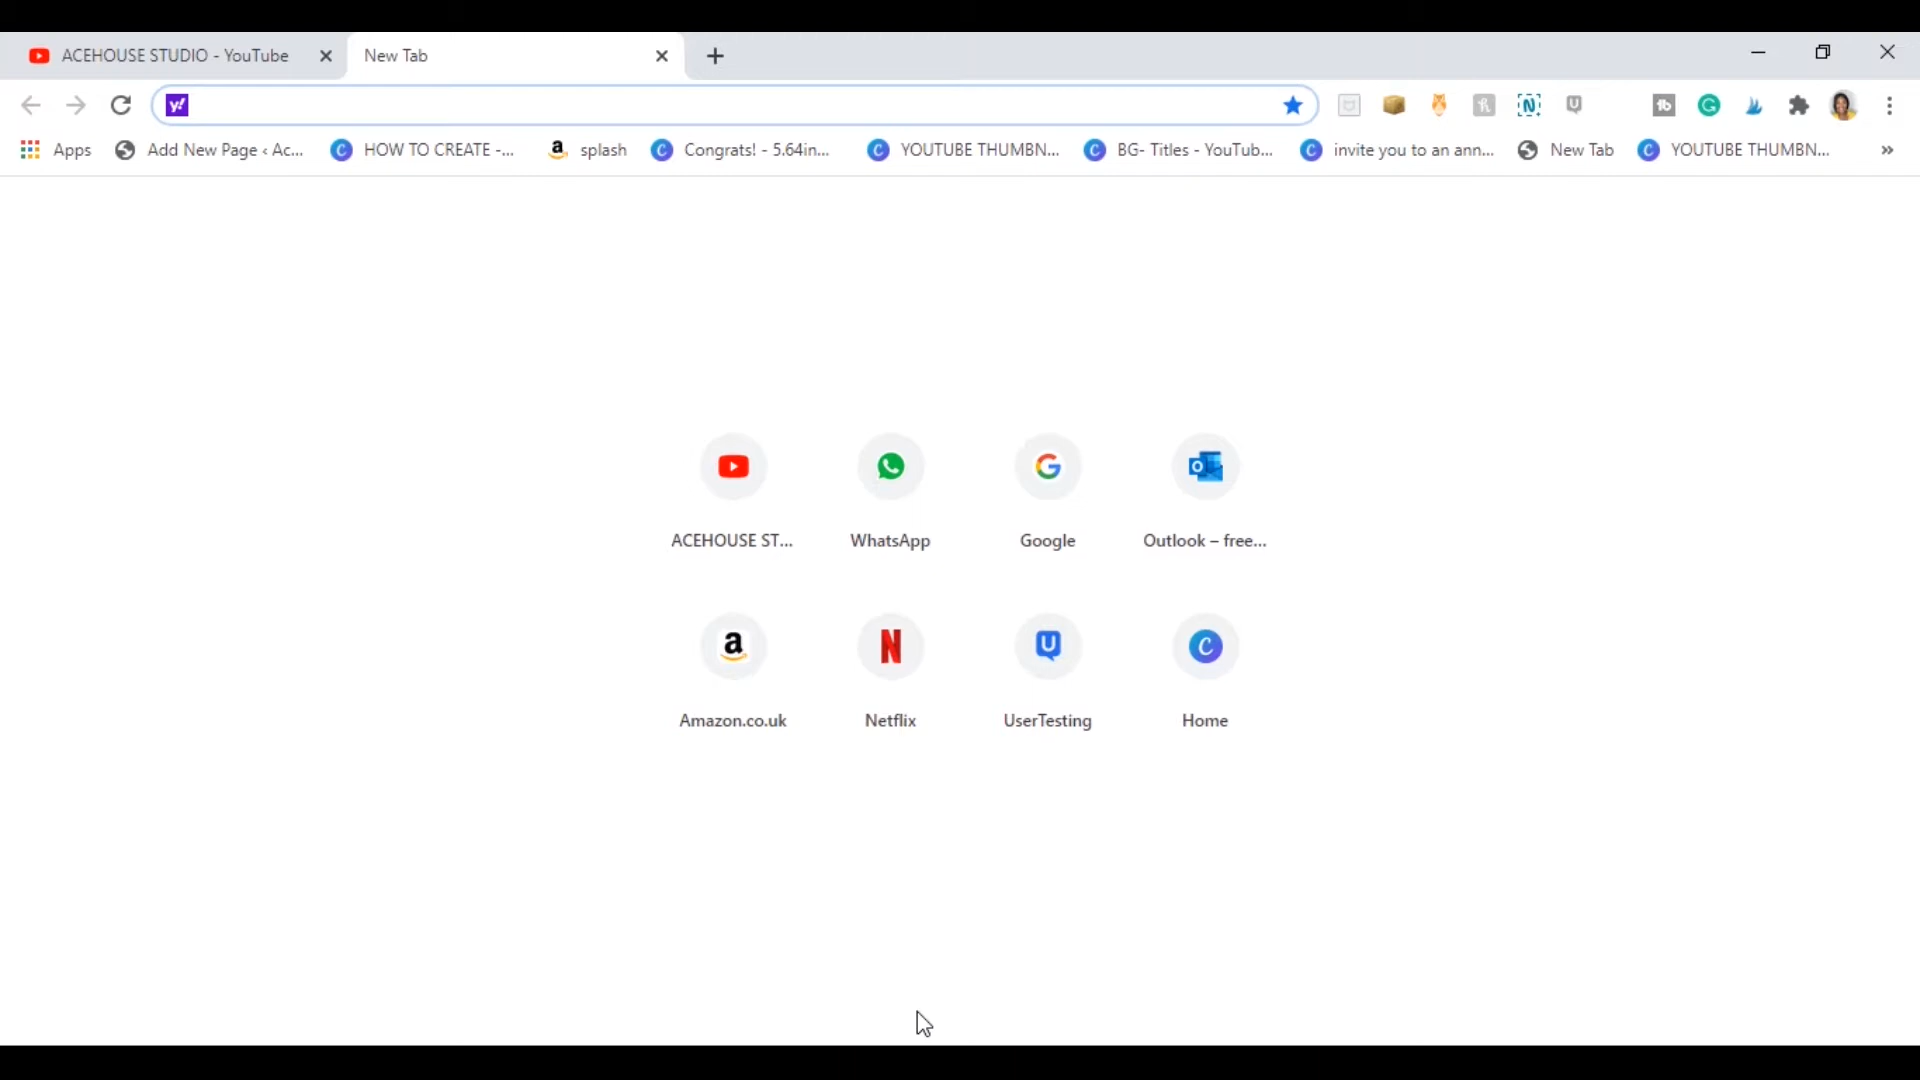 ACEHOUSE STUDIO - YouTube
New Tab
y!
Apps
Add New Page ‹ Ac...
HOW TO CREATE -...
splash
Congrats! - 5.64in...
YOUTUBE THUMBN...
BG- Titles - YouTub...
invite you to an ann...
New Tab
YOUTUBE THUMBN...
»
ACEHOUSE ST...
WhatsApp
Google
Outlook – free...
Amazon.co.uk
Netflix
UserTesting
Home